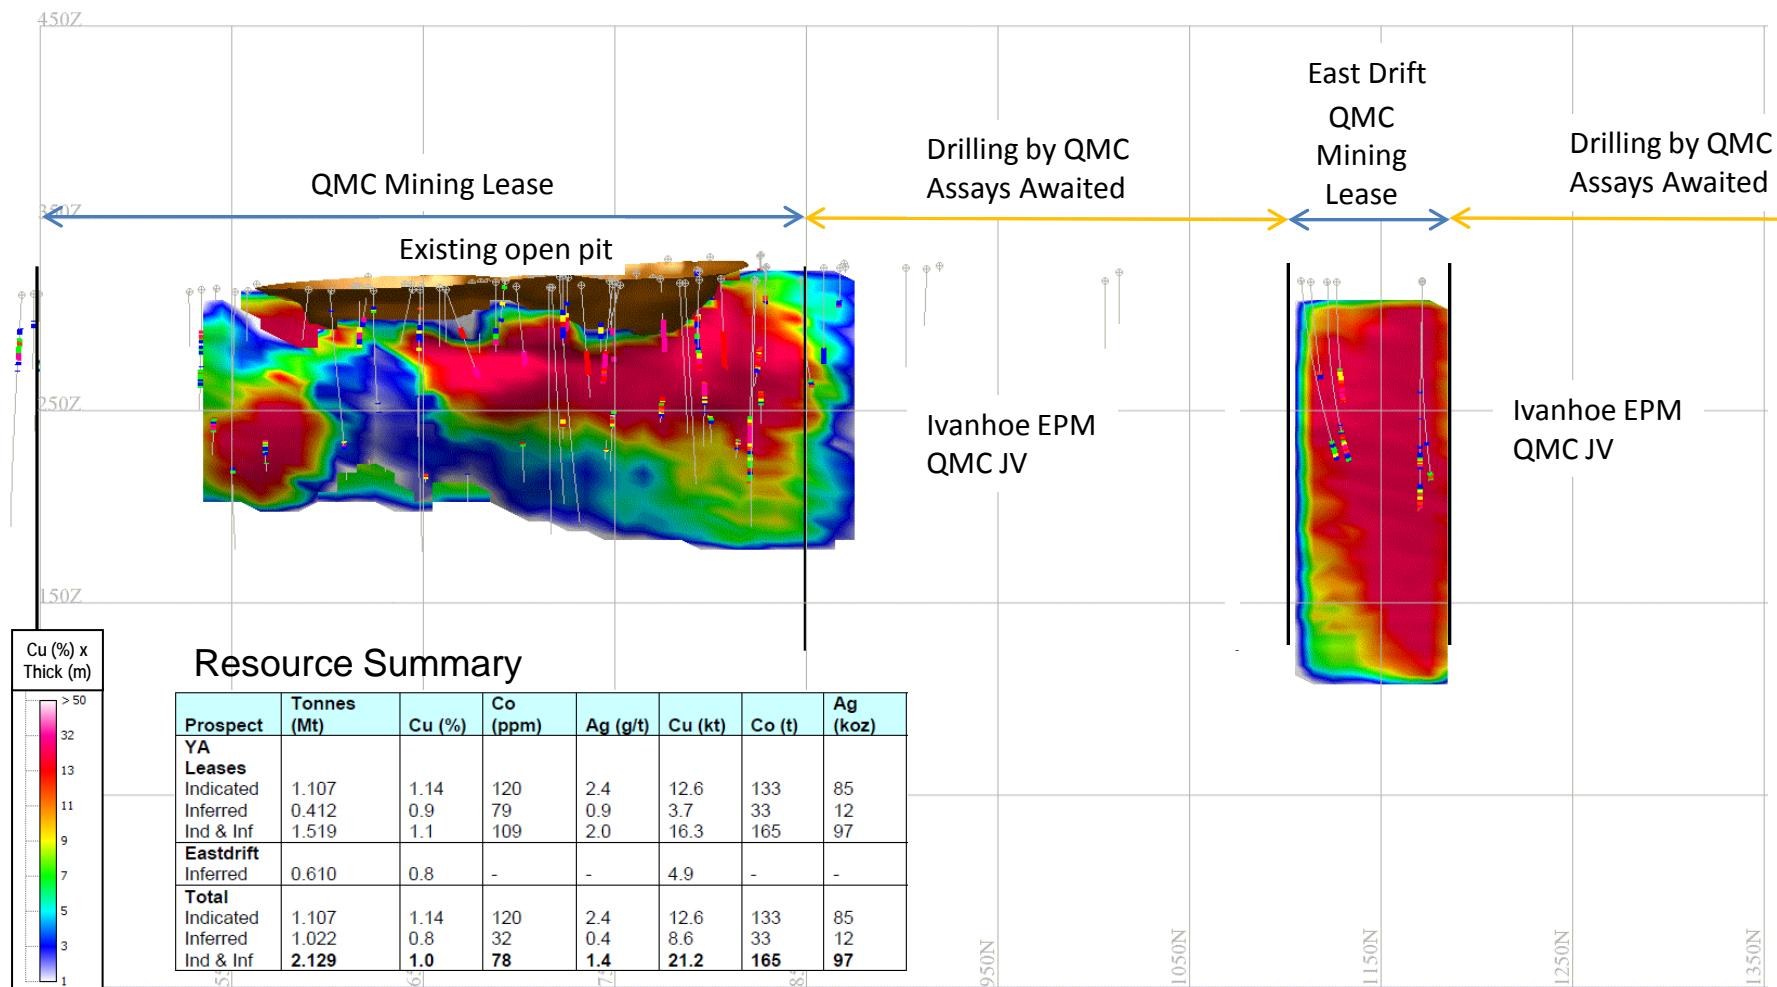 450Z
East Drift
QMC
Mining
Lease
Drilling by QMC
Assays Awaited
Drilling by QMC
Assays Awaited
QMC Mining Lease
350Z
Existing open pit
250Z
Ivanhoe EPM
QMC JV
Ivanhoe EPM
QMC JV
150Z
Cu (%) x
Thick (m)
> 50
32
13
11
9
7
5
3
1
Resource Summary
Prospect Tonnes (Mt) Cu (%) Co (ppm) Ag (g/t) Cu (kt) Co (t) Ag (koz)
YA
Leases
Indicated 1.107 1.14 120 2.4 12.6 133 85
Inferred 0.412 0.9 79 0.9 3.7 33 12
Ind & Inf 1.519 1.1 109 2.0 16.3 165 97
Eastdrift
Inferred 0.610 0.8 - - 4.9 - -
Total
Indicated 1.107 1.14 120 2.4 12.6 133 85
Inferred 1.022 0.8 32 0.4 8.6 33 12
Ind & Inf 2.129 1.0 78 1.4 21.2 165 97
950N
1050N
1150N
1250N
1350N